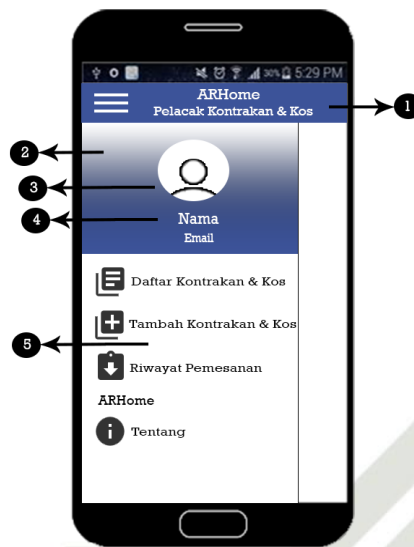 30% 5:29 PM
ARHome
Pelacak Kontrakan & Kos
1
2
3
4
Nama
Email
Daftar Kontrakan & Kos
Tambah Kontrakan & Kos
5
Riwayat Pemesanan
ARHome
Tentang